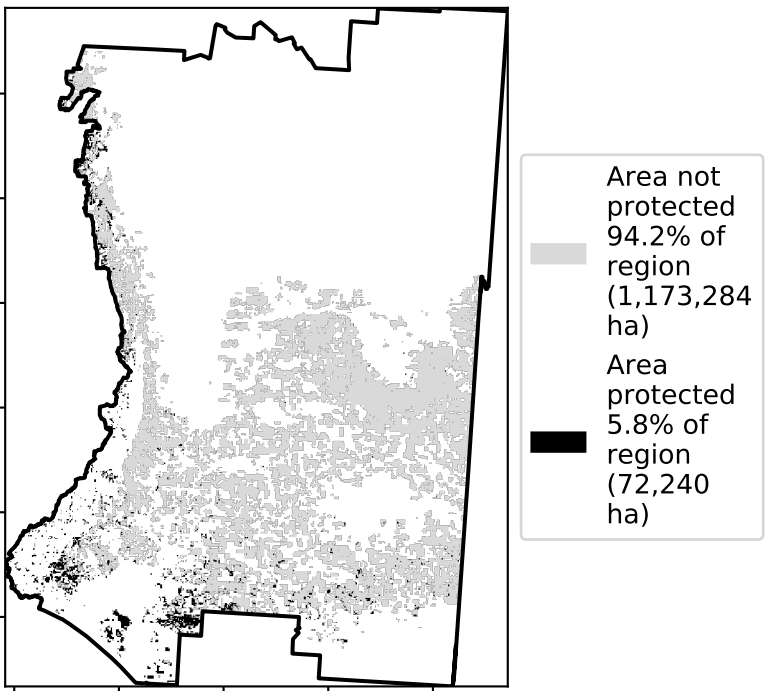 Area not
protected
94.2% of
region
(1,173,284
ha)
Area
protected
5.8% of
region
(72,240
ha)